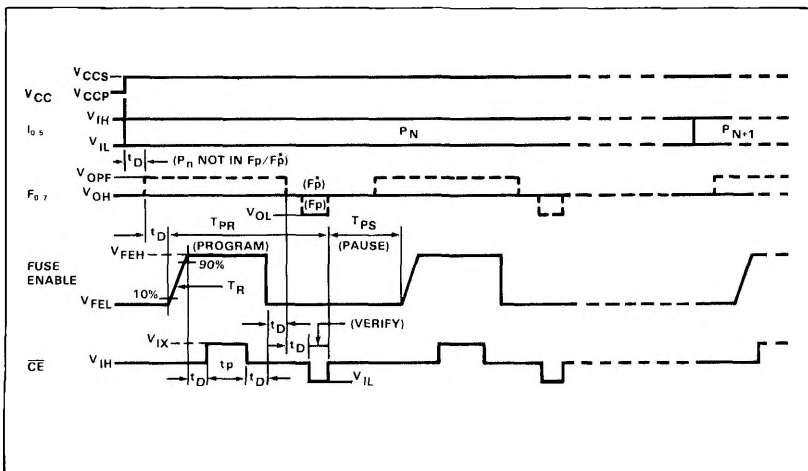 VCCS
VCC VCCP
VIH
I0 5 PN PN+1
VIL
tD (Pn NOT IN Fp/F*p)
VOPF
(F*p)
F0 7 VOH
(Fp)
VOL
tD TPR TPS
VFEH (PROGRAM) (PAUSE)
90%
FUSE ENABLE
TR
10%
VFEL
tD (VERIFY)
VIX tD
CE VIH
tD tp tD VIL